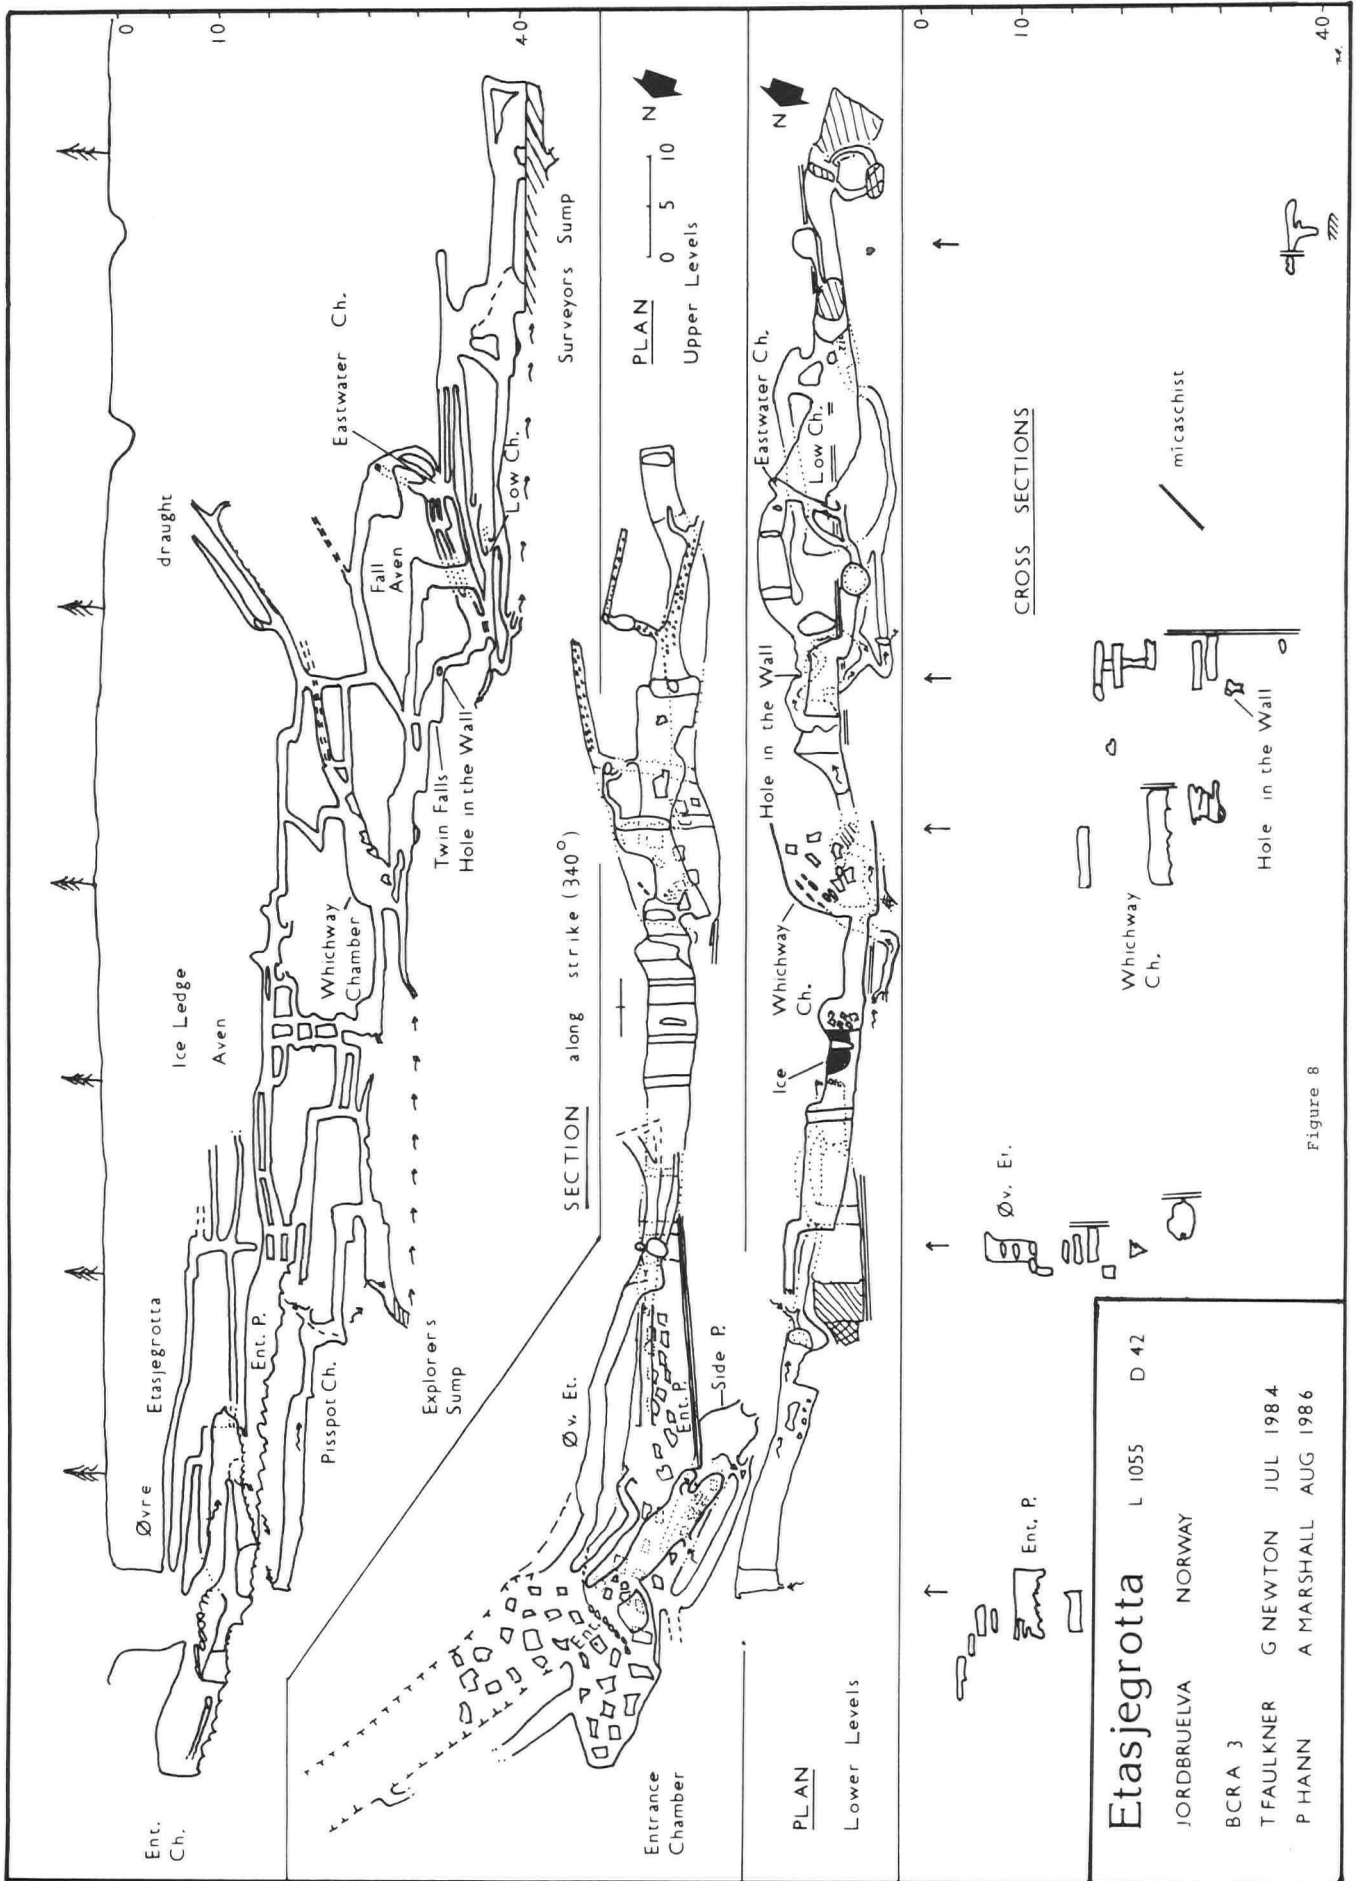 0
10
40
Ent.
Ch.
Øvre Etasjegrotta
Ent. P.
Pisspot Ch.
Explorers
Sump
Ice Ledge
Aven
Whichway
Chamber
draught
Fall
Aven
Twin Falls
Hole in the Wall
Eastwater Ch.
Low Ch.
Surveyors Sump
SECTION along strike (340°)
PLAN
Upper Levels
0 5 10
N
Entrance
Chamber
Ent.
Øv. Et.
Ent. P.
Side P.
PLAN
Lower Levels
N
Ice
Whichway
Ch.
Hole in the Wall
Eastwater Ch.
Low Ch.
0
10
40
CROSS SECTIONS
Ent. P.
Øv. Et.
Whichway
Ch.
Hole in the Wall
micaschist
Figure 8
Etasjegrotta L 1055 D 42
JORDBRUELVA NORWAY
BCRA 3
T FAULKNER G NEWTON JUL 1984
P HANN A MARSHALL AUG 1986